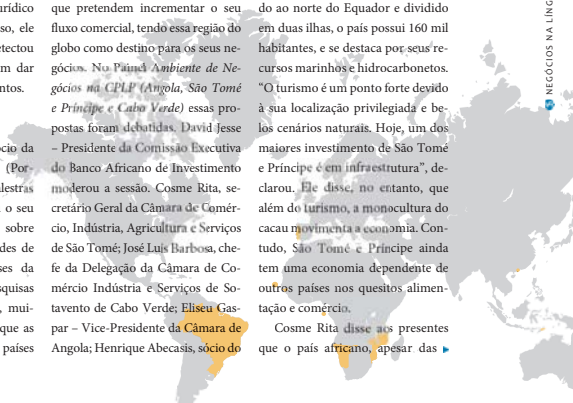 urídico
so, ele
etectou
m dar
ntos.
cio da
(Por-
lestras
o seu
sobre
des de
ses da
squisas
, mui-
que as
países
que pretendem incrementar o seu
fluxo comercial, tendo essa região do
globo como destino para os seus ne-
gócios. No Painel Ambiente de Ne-
gócios na CPLP (Angola, São Tomé
e Príncipe e Cabo Verde) essas pro-
postas foram debatidas. David Jesse
– Presidente da Comissão Executiva
do Banco Africano de Investimento
moderou a sessão. Cosme Rita, se-
cretário Geral da Câmara de Comér-
cio, Indústria, Agricultura e Serviços
de São Tomé; José Luís Barbosa, che-
fe da Delegação da Câmara de Co-
mércio Indústria e Serviços de So-
tavento de Cabo Verde; Eliseu Gas-
par – Vice-Presidente da Câmara de
Angola; Henrique Abecasis, sócio do
do ao norte do Equador e dividido
em duas ilhas, o país possui 160 mil
habitantes, e se destaca por seus re-
cursos marinhos e hidrocarbonetos.
“O turismo é um ponto forte devido
à sua localização privilegiada e be-
los cenários naturais. Hoje, um dos
maiores investimento de São Tomé
e Príncipe é em infraestrutura”, de-
clarou. Ele disse, no entanto, que
além do turismo, a monocultura do
cacau movimenta a economia. Con-
tudo, São Tomé e Príncipe ainda
tem uma economia dependente de
outros países nos quesitos alimen-
tação e comércio.
Cosme Rita disse aos presentes
que o país africano, apesar das
NEGÓCIOS NA LÍNG